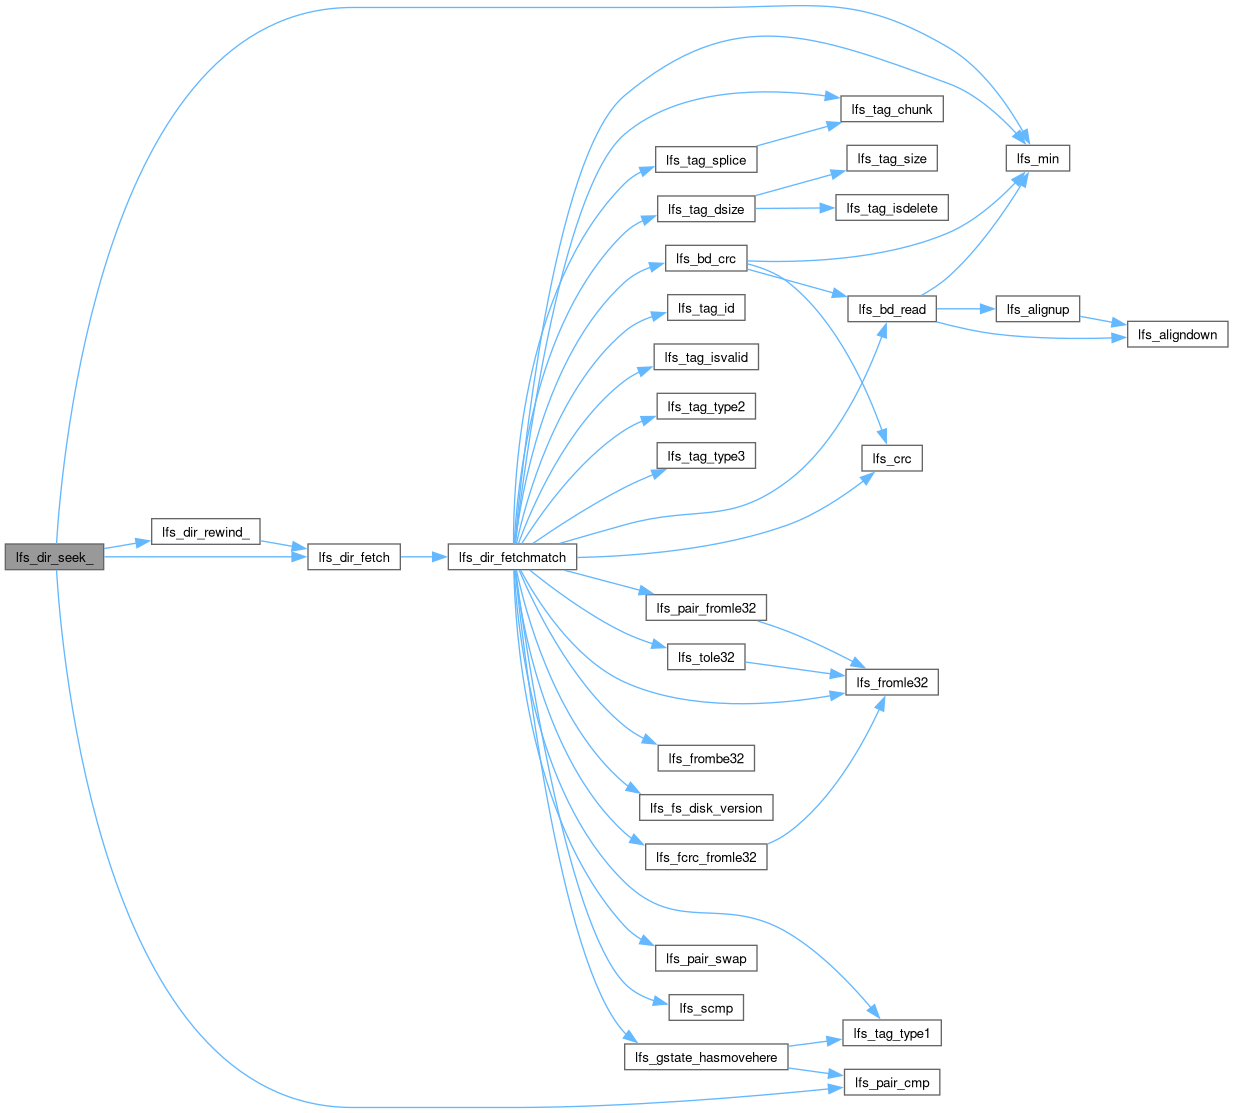 lfs_dir_seek_
lfs_dir_rewind_
lfs_dir_fetch
lfs_dir_fetchmatch
lfs_tag_splice
lfs_tag_dsize
lfs_bd_crc
lfs_tag_id
lfs_tag_isvalid
lfs_tag_type2
lfs_tag_type3
lfs_pair_fromle32
lfs_tole32
lfs_frombe32
lfs_fs_disk_version
lfs_fcrc_fromle32
lfs_pair_swap
lfs_scmp
lfs_gstate_hasmovehere
lfs_tag_chunk
lfs_tag_size
lfs_tag_isdelete
lfs_bd_read
lfs_crc
lfs_fromle32
lfs_tag_type1
lfs_pair_cmp
lfs_min
lfs_alignup
lfs_aligndown